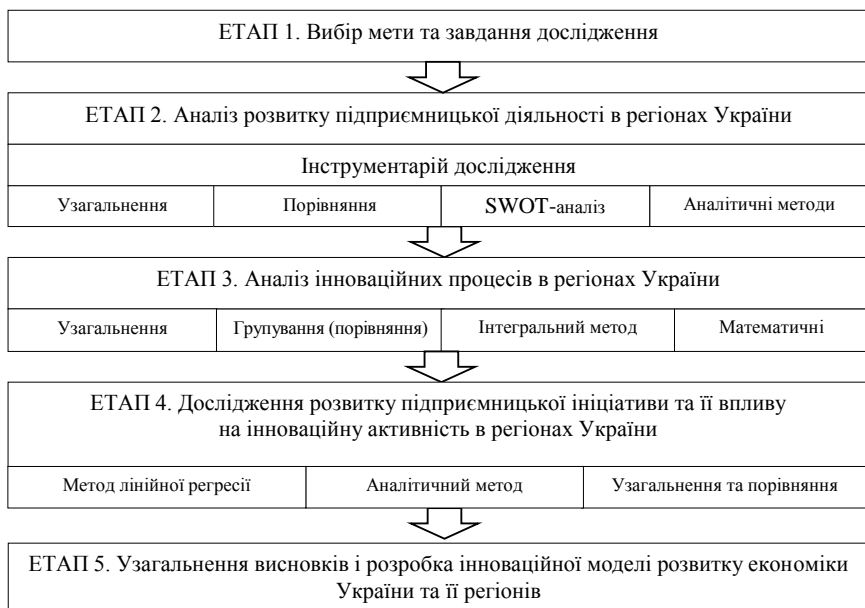 ЕТАП 1. Вибір мети та завдання дослідження
ЕТАП 2. Аналіз розвитку підприємницької діяльності в регіонах України
Інструментарій дослідження
Узагальнення Порівняння SWOT-аналіз Аналітичні методи
ЕТАП 3. Аналіз інноваційних процесів в регіонах України
Узагальнення Групування (порівняння) Інтегральний метод Математичні
ЕТАП 4. Дослідження розвитку підприємницької ініціативи та її впливу
на інноваційну активність в регіонах України
Метод лінійної регресії Аналітичний метод Узагальнення та порівняння
ЕТАП 5. Узагальнення висновків і розробка інноваційної моделі розвитку економіки
України та її регіонів